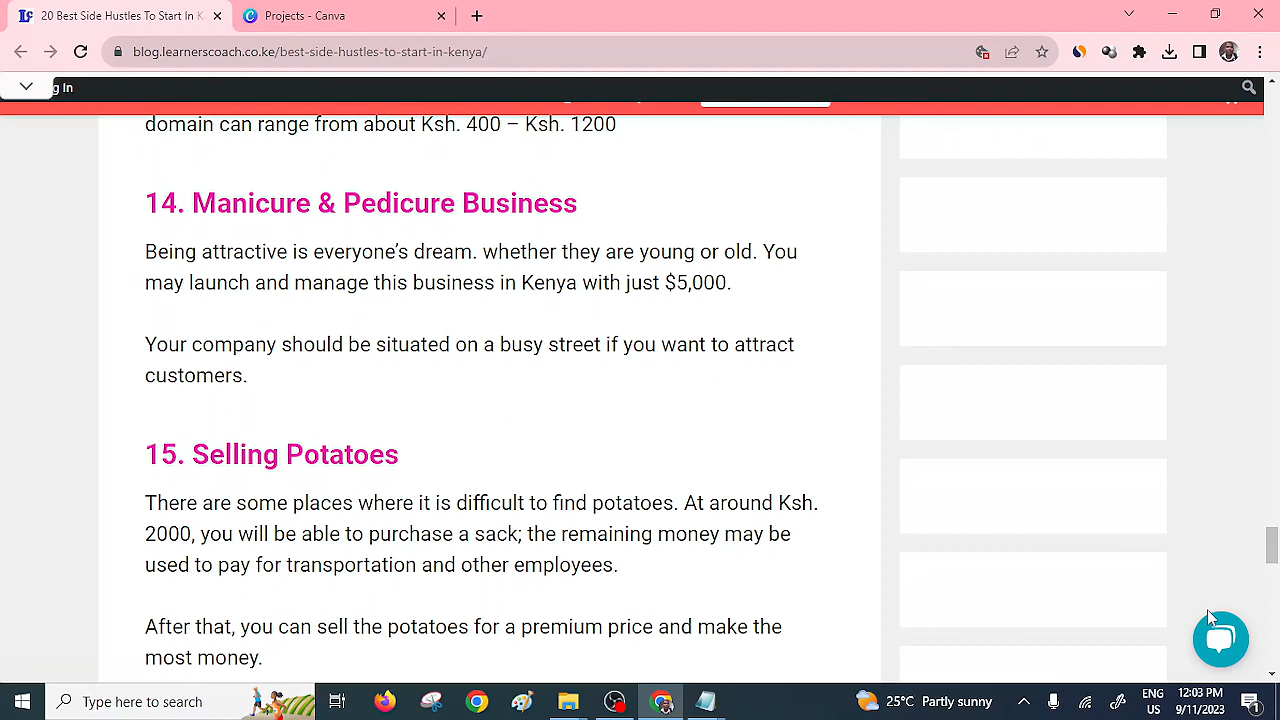 20 Best Side Hustles To Start In K
Projects - Canva
blog.learnerscoach.co.ke/best-side-hustles-to-start-in-kenya/
g In
domain can range from about Ksh. 400 – Ksh. 1200
14. Manicure & Pedicure Business
Being attractive is everyone’s dream. whether they are young or old. You
may launch and manage this business in Kenya with just $5,000.
Your company should be situated on a busy street if you want to attract
customers.
15. Selling Potatoes
There are some places where it is difficult to find potatoes. At around Ksh.
2000, you will be able to purchase a sack; the remaining money may be
used to pay for transportation and other employees.
After that, you can sell the potatoes for a premium price and make the
most money.
Type here to search
25°C Partly sunny
ENG
US
12:03 PM
9/11/2023